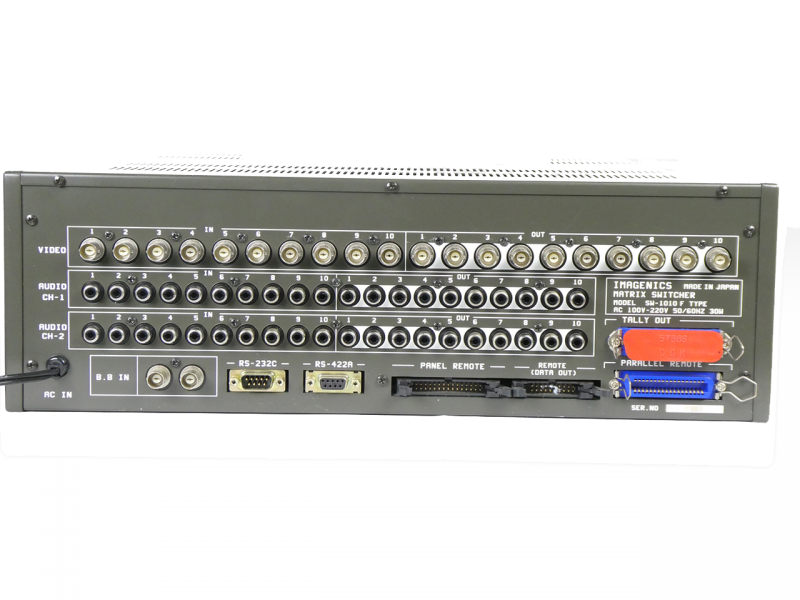 IN
OUT
1 2 3 4 5 6 7 8 9 10 1 2 3 4 5 6 7 8 9 10
VIDEO
IN
OUT
1 2 3 4 5 6 7 8 9 10 1 2 3 4 5 6 7 8 9 10
AUDIO
CH-1
IN
OUT
1 2 3 4 5 6 7 8 9 10 1 2 3 4 5 6 7 8 9 10
AUDIO
CH-2
IMAGENICS MADE IN JAPAN
MATRIX SWITCHER
MODEL SW-1010 F TYPE
AC 100V-220V 50/60HZ 30W
TALLY OUT
PARALLEL REMOTE
SER.NO
AC IN
B.B IN
RS-232C
RS-422A
PANEL REMOTE
REMOTE
(DATA OUT)